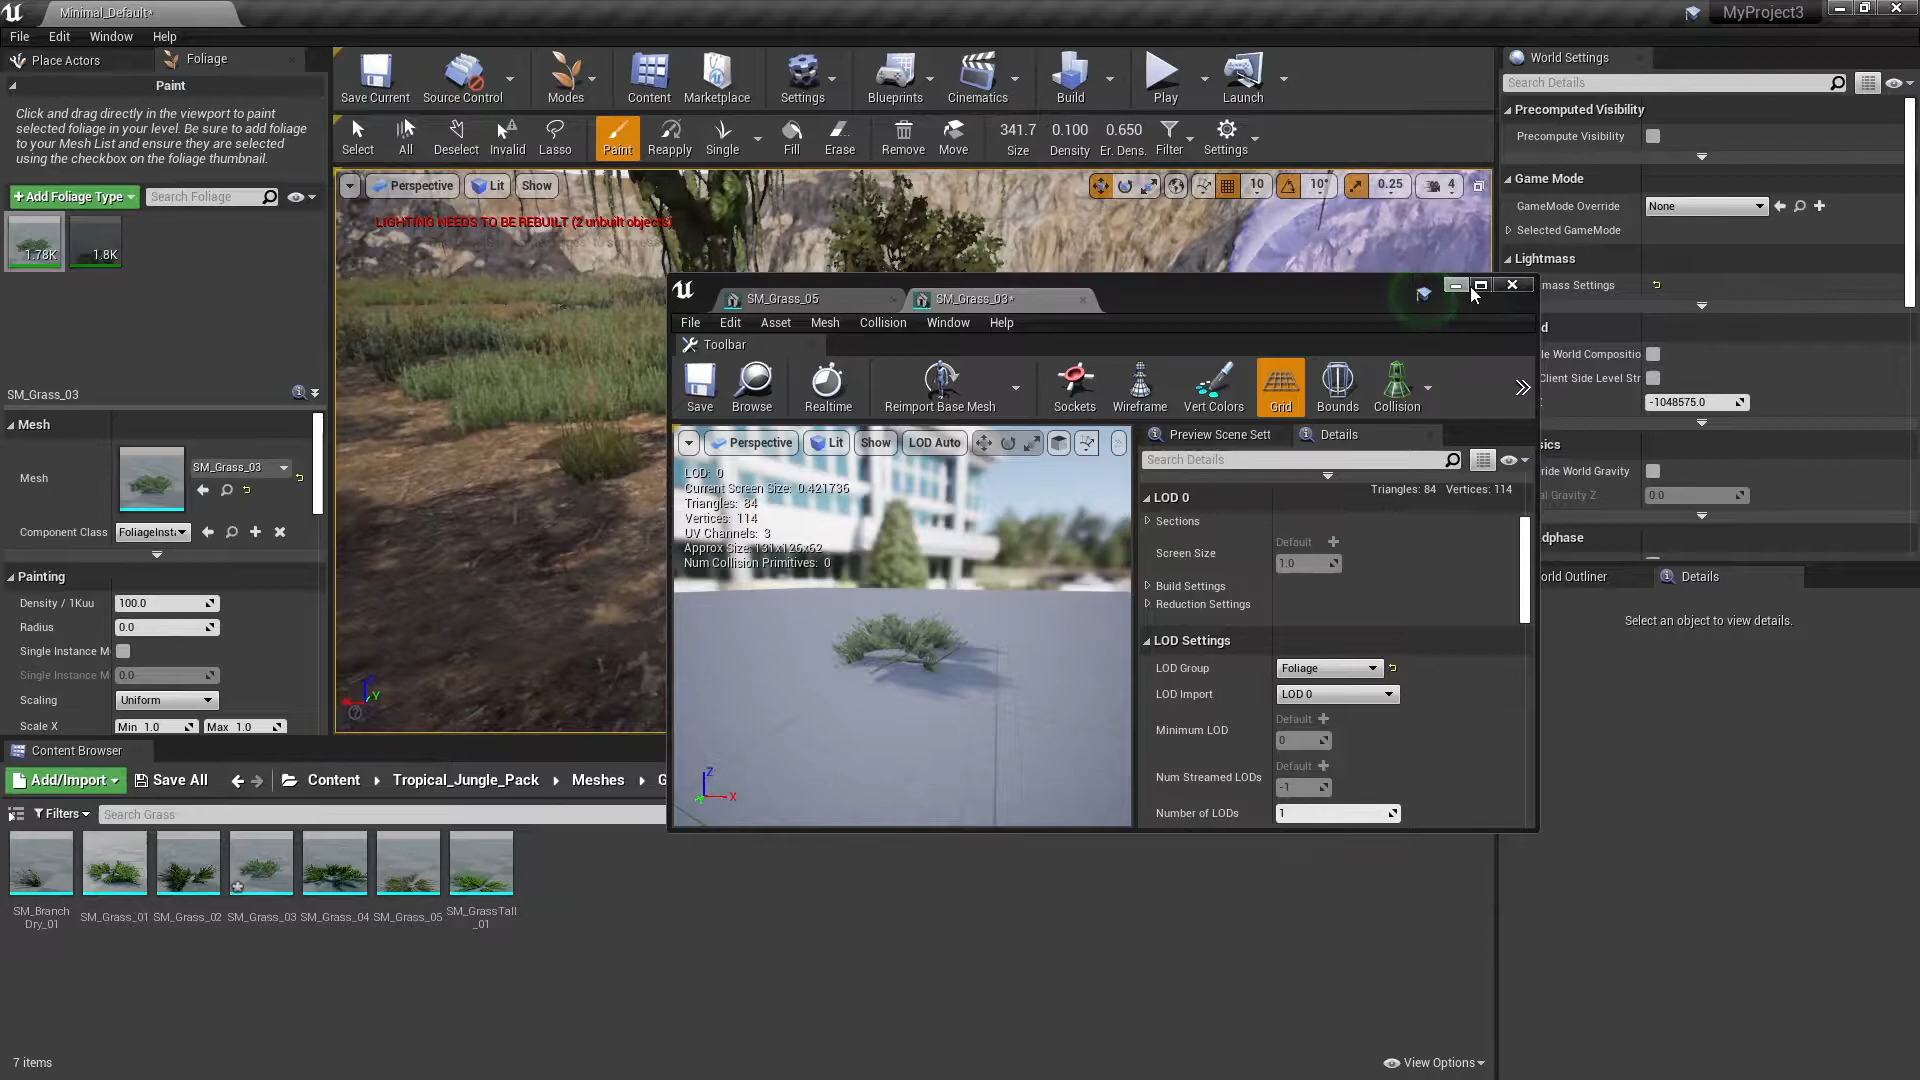 Minimal_Default*
MyProject3
File Edit Window Help
Place Actors
Foliage
Paint
Click and drag directly in the viewport to paint
selected foliage in your level. Be sure to add foliage
to your Mesh List and ensure they are selected
using the checkbox on the foliage thumbnail.
+Add Foliage Type
Search Foliage
1.78K
1.8K
SM_Grass_03
Mesh
Mesh
SM_Grass_03
Component Class
FoliageInsta
Painting
Density / 1Kuu 100.0
Radius 0.0
Single Instance M
Single Instance M 0.0
Scaling Uniform
Scale X Min 1.0 Max 1.0
Save Current Source Control Modes Content Marketplace Settings Blueprints Cinematics Build Play Launch
Select All Deselect Invalid Lasso Paint Reapply Single Fill Erase Remove Move
341.7 0.100 0.650
Size Density Er. Dens. Filter Settings
Perspective Lit Show
10 10° 0.25 4
LIGHTING NEEDS TO BE REBUILT (2 unbuilt objects)
SM_Grass_05
SM_Grass_03*
File Edit Asset Mesh Collision Window Help
Toolbar
Save Browse Realtime Reimport Base Mesh Sockets Wireframe Vert Colors Grid Bounds Collision
Perspective Lit Show LOD Auto
LOD: 0
Current Screen Size: 0.421736
Triangles: 84
Vertices: 114
UV Channels: 3
Approx Size: 131x126x62
Num Collision Primitives: 0
Z
X
Y
Preview Scene Sett
Details
Search Details
Triangles: 84 Vertices: 114
LOD 0
Sections
Screen Size
Default
1.0
Build Settings
Reduction Settings
LOD Settings
LOD Group Foliage
LOD Import LOD 0
Minimum LOD
Default
0
Num Streamed LODs
Default
-1
Number of LODs 1
World Settings
Search Details
Precomputed Visibility
Precompute Visibility
Game Mode
GameMode Override None
Selected GameMode
Lightmass
mass Settings
d
le World Compositio
Client Side Level Str
-1048575.0
sics
ride World Gravity
al Gravity Z 0.0
dphase
orld Outliner
Details
Select an object to view details.
Content Browser
Add/Import Save All Content Tropical_Jungle_Pack Meshes G
Filters
Search Grass
SM_Branch
Dry_01
SM_Grass_01
SM_Grass_02
SM_Grass_03
SM_Grass_04
SM_Grass_05
SM_GrassTall
_01
7 items
View Options